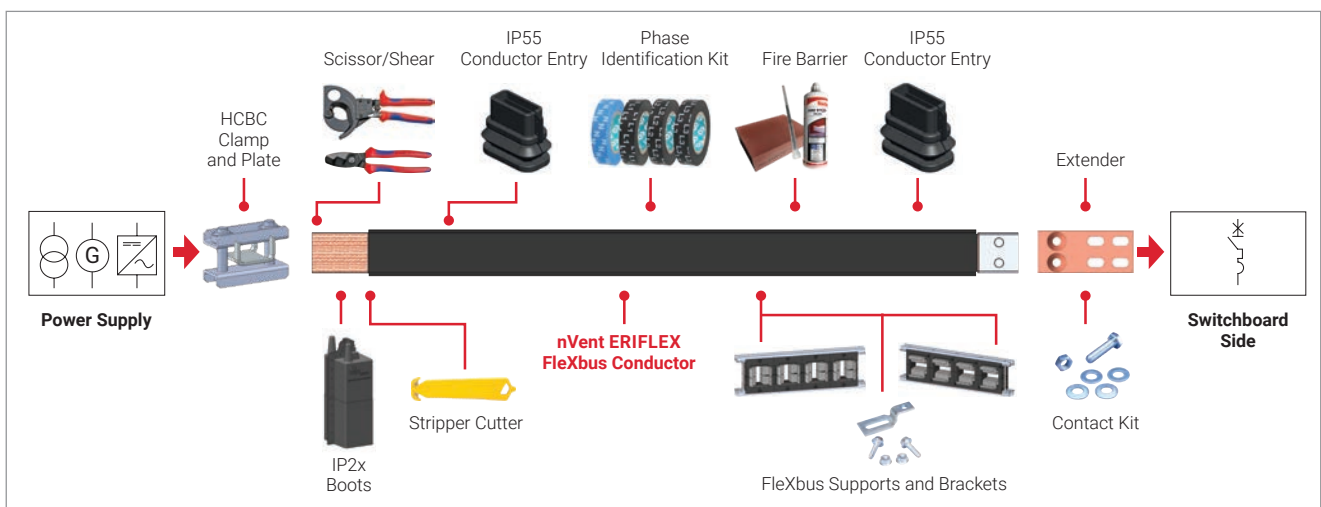 Scissor/Shear
IP55
Conductor Entry
Phase
Identification Kit
Fire Barrier
IP55
Conductor Entry
HCBC
Clamp
and Plate
Extender
G
Power Supply
nVent ERIFLEX
FleXbus Conductor
Switchboard
Side
Stripper Cutter
IP2x
Boots
Contact Kit
FleXbus Supports and Brackets